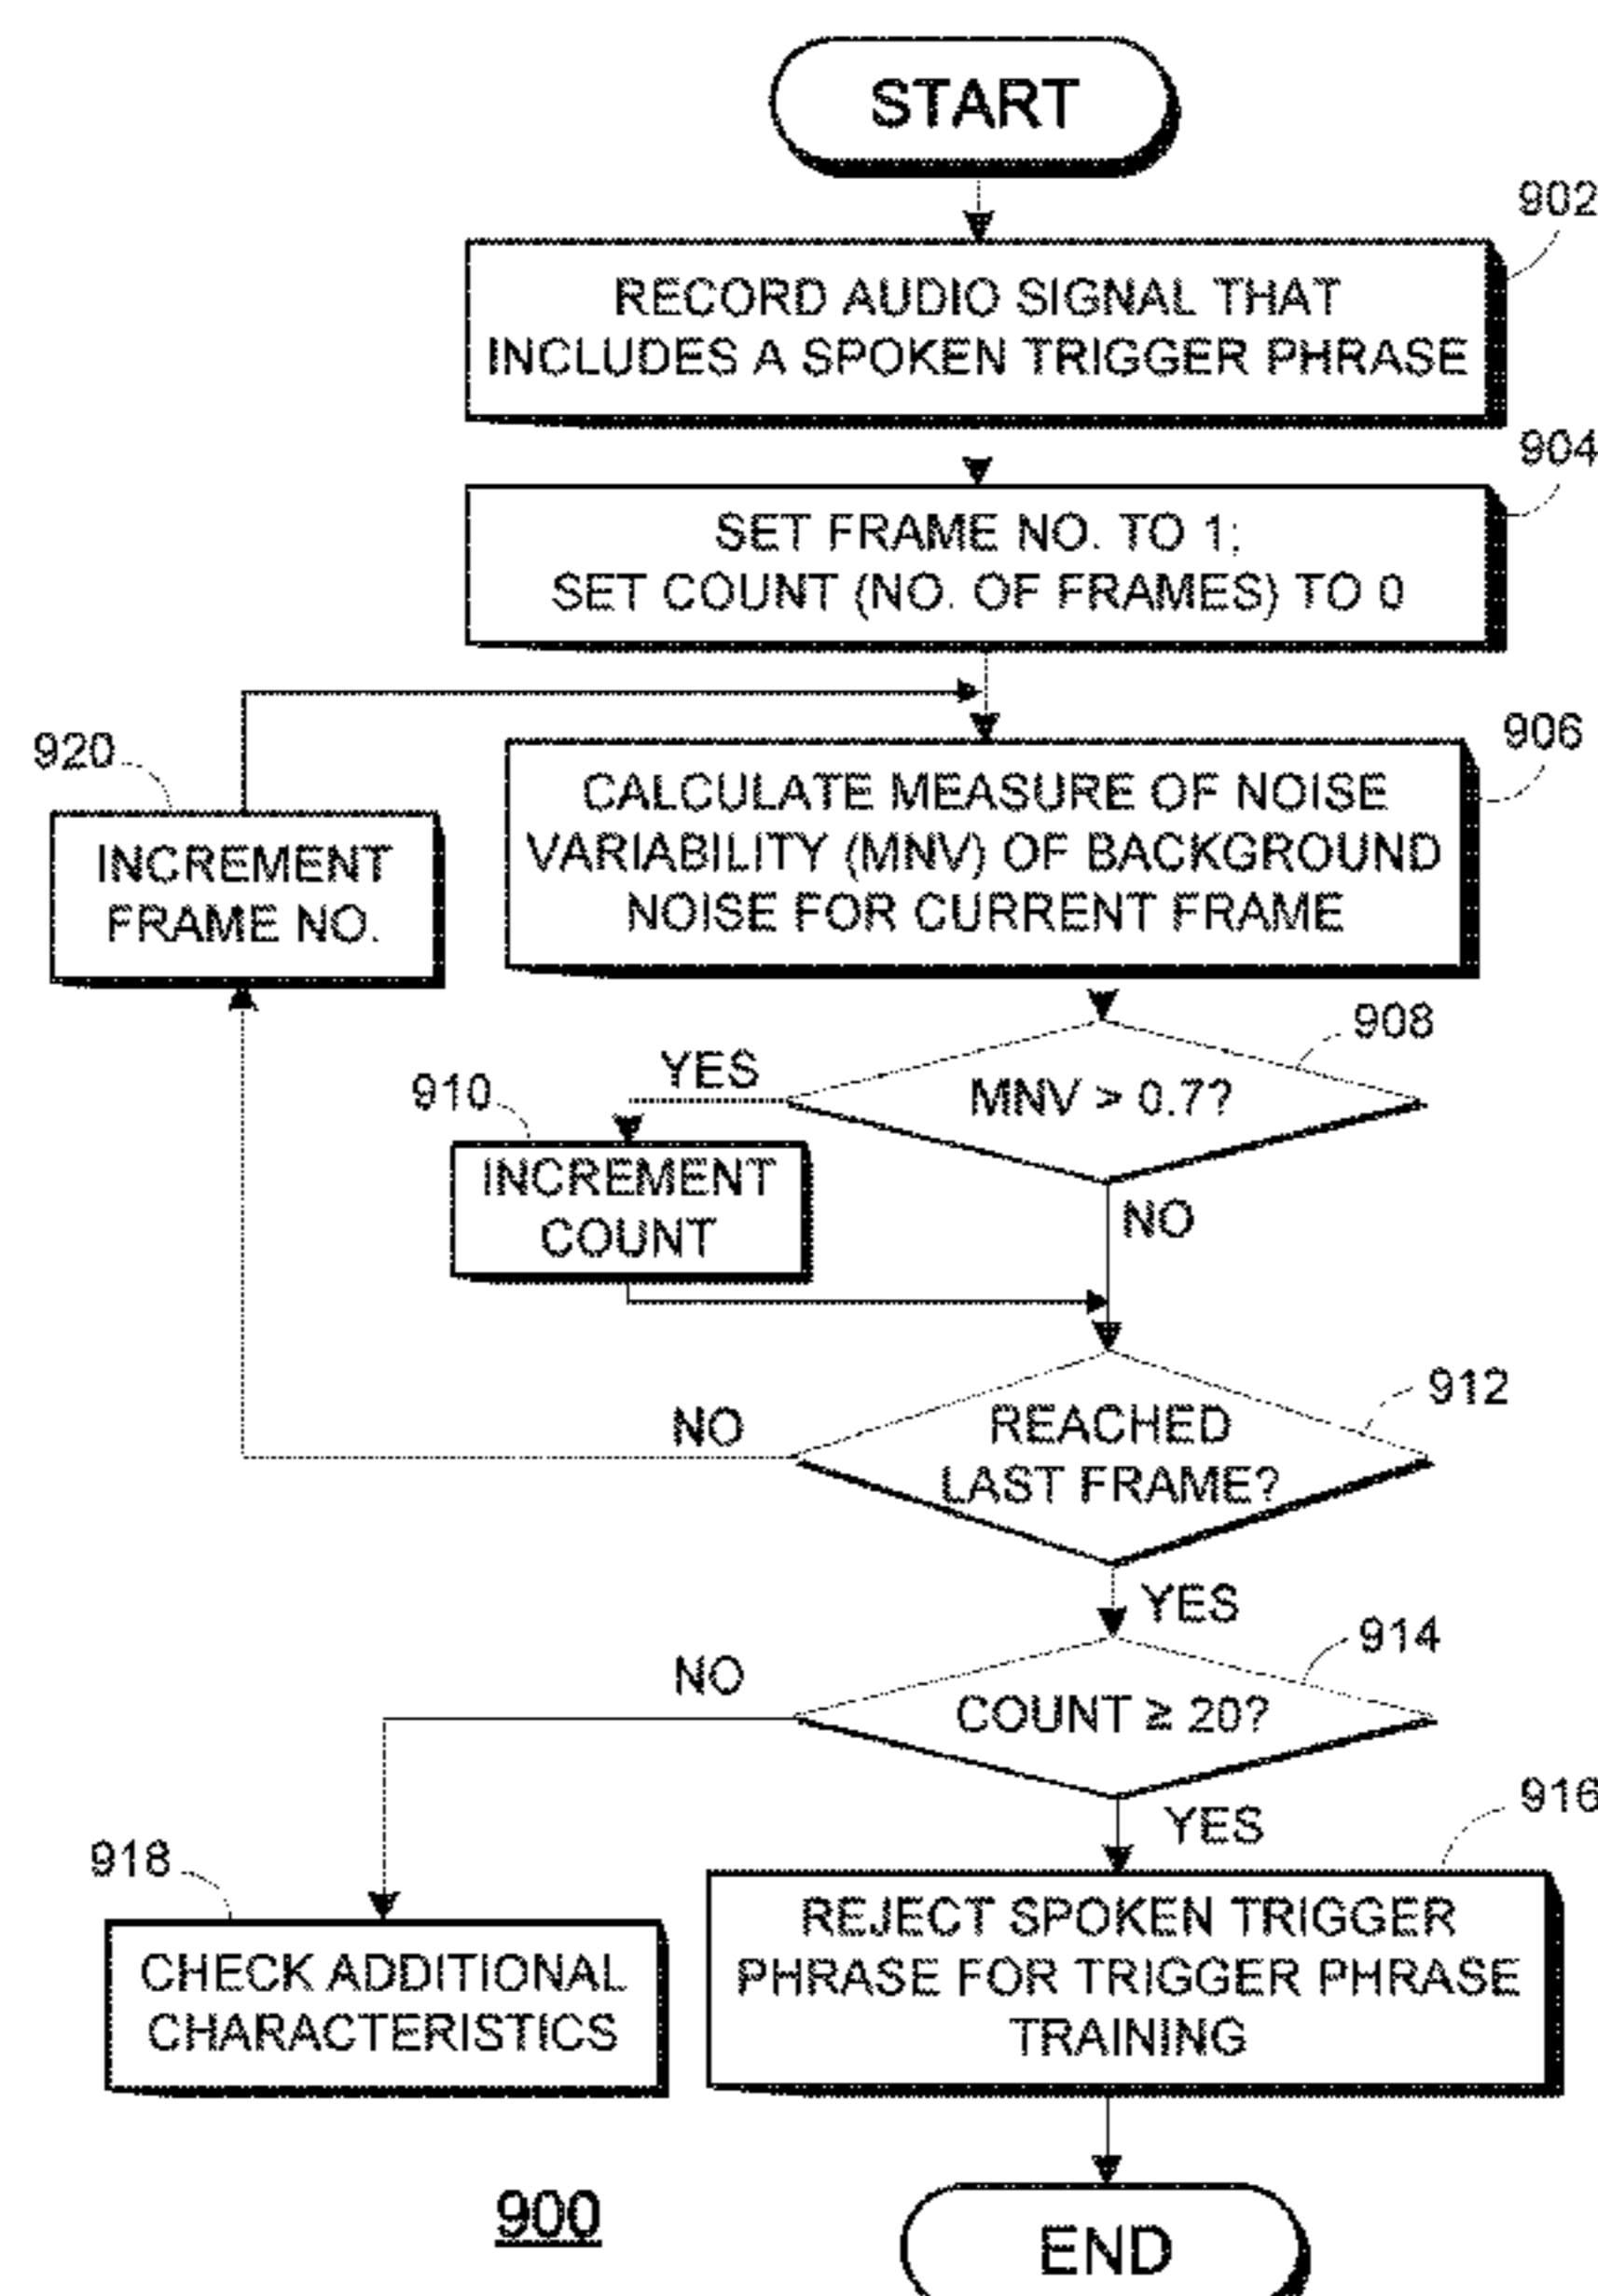 START
902
RECORD AUDIO SIGNAL THAT
INCLUDES A SPOKEN TRIGGER PHRASE
904
SET FRAME NO. TO 1;
SET COUNT (NO. OF FRAMES) TO 0
920
INCREMENT
FRAME NO.
906
CALCULATE MEASURE OF NOISE
VARIABILITY (MNV) OF BACKGROUND
NOISE FOR CURRENT FRAME
908
MNV > 0.7?
YES
910
INCREMENT
COUNT
NO
912
REACHED
LAST FRAME?
NO
YES
914
COUNT ≥ 20?
NO
YES
916
REJECT SPOKEN TRIGGER
PHRASE FOR TRIGGER PHRASE
TRAINING
918
CHECK ADDITIONAL
CHARACTERISTICS
900
END